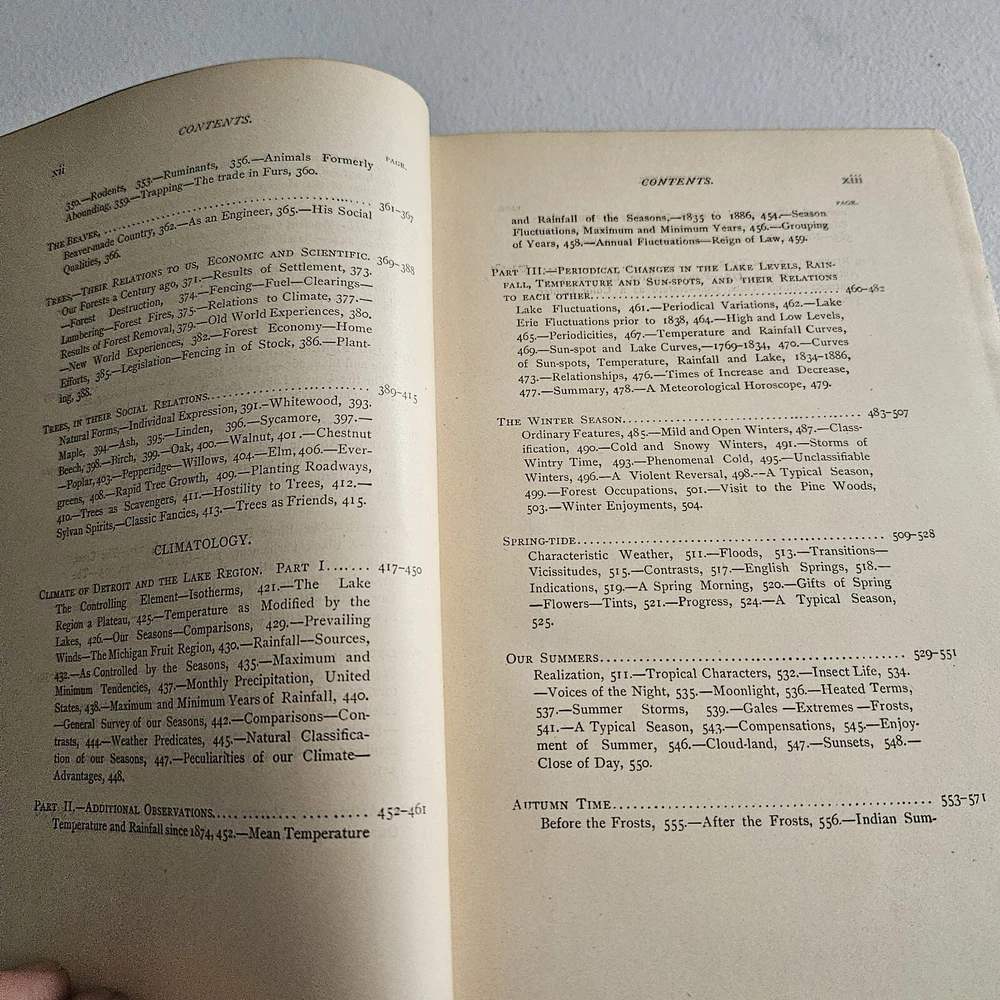 CONTENTS.
xii
PAGE.
350.—Rodents, 353.—Ruminants, 356.—Animals Formerly
Abounding, 359.—Trapping—The trade in Furs, 360.
THE BEAVER, .......................................... 361-367
Beaver-made Country, 362.—As an Engineer, 365.—His Social
Qualities, 366.
TREES,—THEIR RELATIONS TO US, ECONOMIC AND SCIENTIFIC. 369-388
Our Forests a Century ago, 371.—Results of Settlement, 373.
—Forest Destruction, 374.—Fencing—Fuel—Clearings—
Lumbering—Forest Fires, 375.—Relations to Climate, 377.—
Results of Forest Removal, 379.—Old World Experiences, 380.
—New World Experiences, 382.—Forest Economy—Home
Efforts, 385.—Legislation—Fencing in of Stock, 386.—Plant-
ing, 388.
TREES, IN THEIR SOCIAL RELATIONS............................ 389-415
Natural Forms,—Individual Expression, 391.—Whitewood, 393.
Maple, 394.—Ash, 395.—Linden, 396.—Sycamore, 397.—
Beech, 398.—Birch, 399.—Oak, 400.—Walnut, 401.—Chestnut
—Poplar, 403.—Pepperidge—Willows, 404.—Elm, 406.—Ever-
greens, 408.—Rapid Tree Growth, 409.—Planting Roadways,
410.—Trees as Scavengers, 411.—Hostility to Trees, 412.—
Sylvan Spirits,—Classic Fancies, 413.—Trees as Friends, 415.
CLIMATOLOGY.
CLIMATE OF DETROIT AND THE LAKE REGION. PART I....... 417-450
The Controlling Element—Isotherms, 421.—The Lake
Region a Plateau, 425.—Temperature as Modified by the
Lakes, 426.—Our Seasons—Comparisons, 429.—Prevailing
Winds—The Michigan Fruit Region, 430.—Rainfall—Sources,
432.—As Controlled by the Seasons, 435.—Maximum and
Minimum Tendencies, 437.—Monthly Precipitation, United
States, 438.—Maximum and Minimum Years of Rainfall, 440.
—General Survey of our Seasons, 442.—Comparisons—Con-
trasts, 444.—Weather Predicates, 445.—Natural Classifica-
tion of our Seasons, 447.—Peculiarities of our Climate—
Advantages, 448.
PART II.—ADDITIONAL OBSERVATIONS.......................... 452-461
Temperature and Rainfall since 1874, 452.—Mean Temperature
CONTENTS. xiii
PAGE.
and Rainfall of the Seasons,—1835 to 1886, 454.—Season
Fluctuations, Maximum and Minimum Years, 456.—Grouping
of Years, 458.—Annual Fluctuations—Reign of Law, 459.
PART III.—PERIODICAL CHANGES IN THE LAKE LEVELS, RAIN-
FALL, TEMPERATURE AND SUN-SPOTS, AND THEIR RELATIONS
TO EACH OTHER.......................................... 460-482
Lake Fluctuations, 461.—Periodical Variations, 462.—Lake
Erie Fluctuations prior to 1838, 464.—High and Low Levels,
465.—Periodicities, 467.—Temperature and Rainfall Curves,
469.—Sun-spot and Lake Curves,—1769-1834, 470.—Curves
of Sun-spots, Temperature, Rainfall and Lake, 1834-1886,
473.—Relationships, 476.—Times of Increase and Decrease,
477.—Summary, 478.—A Meteorological Horoscope, 479.
THE WINTER SEASON.......................................... 483-507
Ordinary Features, 485.—Mild and Open Winters, 487.—Class-
ification, 490.—Cold and Snowy Winters, 491.—Storms of
Wintry Time, 493.—Phenomenal Cold, 495.—Unclassifiable
Winters, 496.—A Violent Reversal, 498.--A Typical Season,
499.—Forest Occupations, 501.—Visit to the Pine Woods,
503.—Winter Enjoyments, 504.
SPRING-TIDE.......................................... 509-528
Characteristic Weather, 511.—Floods, 513.—Transitions—
Vicissitudes, 515.—Contrasts, 517.—English Springs, 518.—
Indications, 519.—A Spring Morning, 520.—Gifts of Spring
—Flowers—Tints, 521.—Progress, 524.—A Typical Season,
525.
OUR SUMMERS.......................................... 529-551
Realization, 511.—Tropical Characters, 532.—Insect Life, 534.
—Voices of the Night, 535.—Moonlight, 536.—Heated Terms,
537.—Summer Storms, 539.—Gales —Extremes —Frosts,
541.—A Typical Season, 543.—Compensations, 545.—Enjoy-
ment of Summer, 546.—Cloud-land, 547.—Sunsets, 548.—
Close of Day, 550.
AUTUMN TIME.......................................... 553-571
Before the Frosts, 555.—After the Frosts, 556.—Indian Sum-